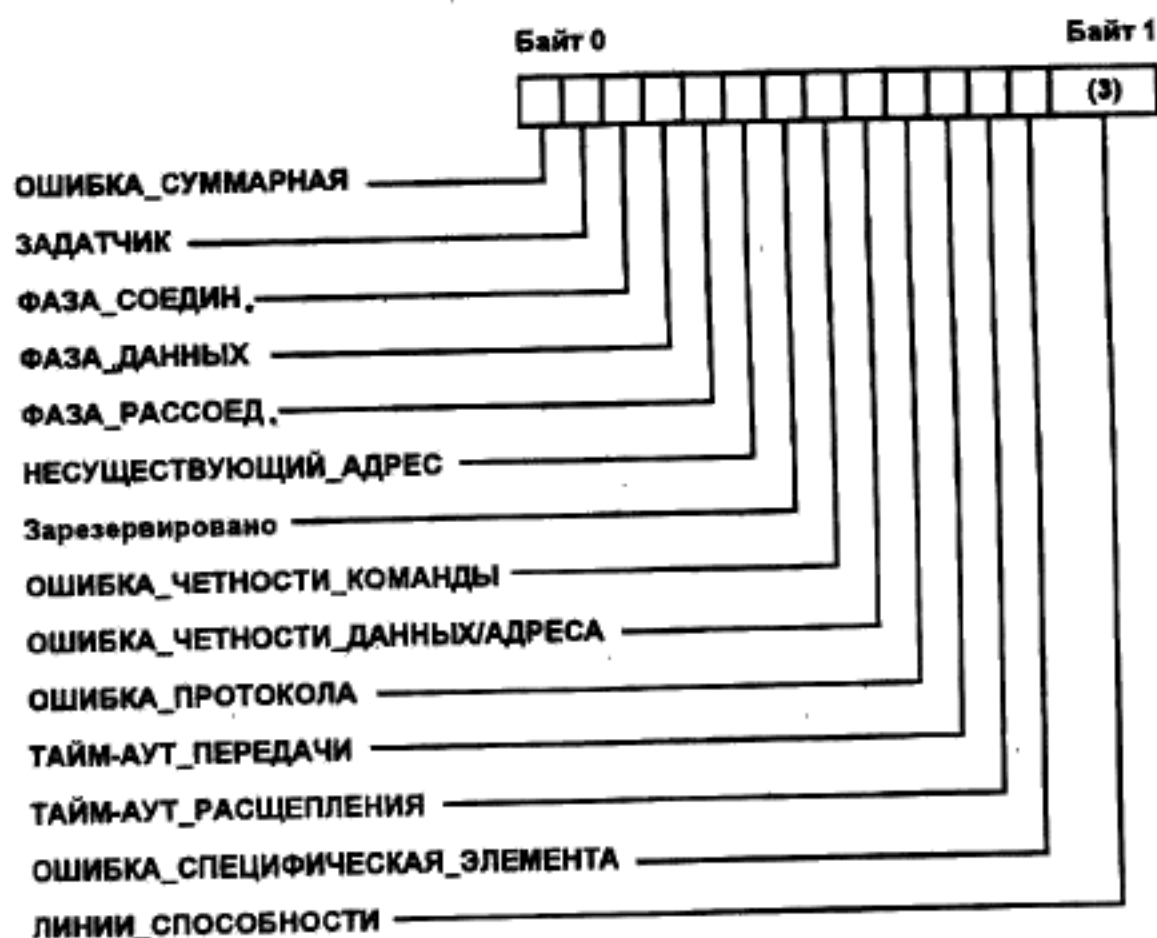 Байт 0 Байт 1
(3)
ОШИБКА_СУММАРНАЯ
ЗАДАТЧИК
ФАЗА_СОЕДИН.
ФАЗА_ДАННЫХ
ФАЗА_РАССОЕД.
НЕСУЩЕСТВУЮЩИЙ_АДРЕС
Зарезервировано
ОШИБКА_ЧЕТНОСТИ_КОМАНДЫ
ОШИБКА_ЧЕТНОСТИ_ДАННЫХ/АДРЕСА
ОШИБКА_ПРОТОКОЛА
ТАЙМ-АУТ_ПЕРЕДАЧИ
ТАЙМ-АУТ_РАСЩЕПЛЕНИЯ
ОШИБКА_СПЕЦИФИЧЕСКАЯ_ЭЛЕМЕНТА
ЛИНИИ_СПОСОБНОСТИ